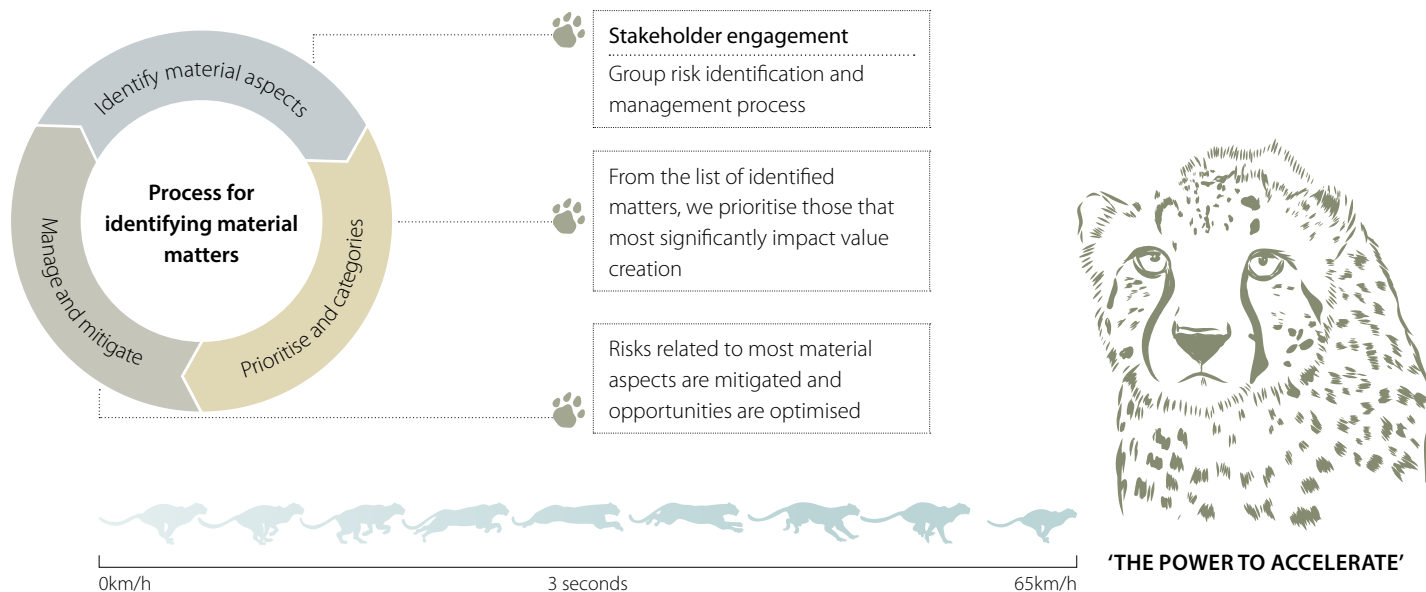 Identify material aspects
Process for
identifying material
matters
Manage and mitigate
Prioritise and categories
Stakeholder engagement
Group risk identification and
management process
From the list of identified
matters, we prioritise those that
most significantly impact value
creation
Risks related to most material
aspects are mitigated and
opportunities are optimised
0km/h
3 seconds
65km/h
‘THE POWER TO ACCELERATE’